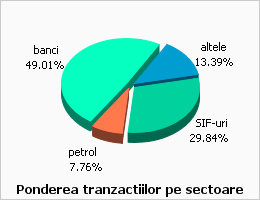 banci
49.01%
altele
13.39%
SIF-uri
29.84%
petrol
7.76%
Ponderea tranzactiilor pe sectoare